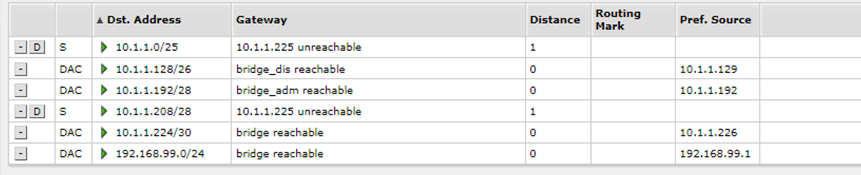 ▲ Dst. Address Gateway Distance Routing Mark Pref. Source
- D S 10.1.1.0/25 10.1.1.225 unreachable 1
- DAC 10.1.1.128/26 bridge_dis reachable 0 10.1.1.129
- DAC 10.1.1.192/28 bridge_adm reachable 0 10.1.1.192
- D S 10.1.1.208/28 10.1.1.225 unreachable 1
- DAC 10.1.1.224/30 bridge reachable 0 10.1.1.226
- DAC 192.168.99.0/24 bridge reachable 0 192.168.99.1